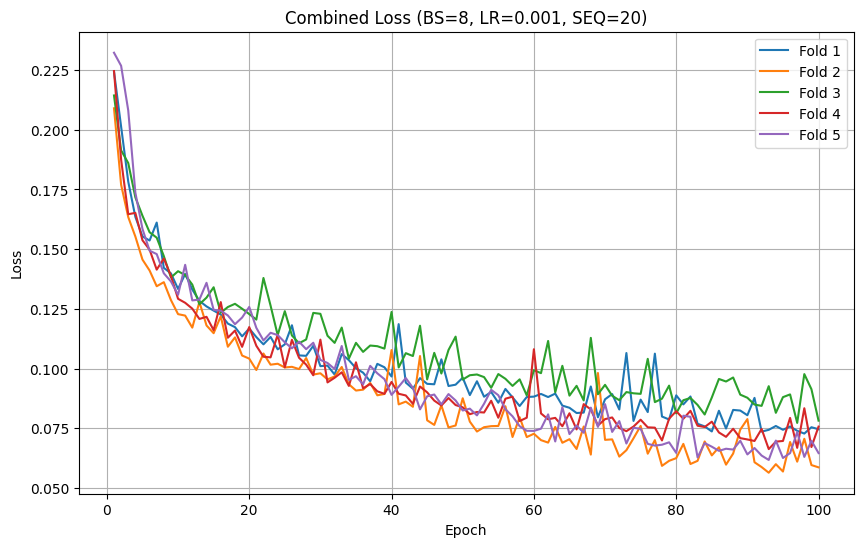 Combined Loss (BS=8, LR=0.001, SEQ=20)
Fold 1
Fold 2
Fold 3
Fold 4
Fold 5
0.225
0.200
0.175
0.150
0.125
0.100
0.075
0.050
Loss
0 20 40 60 80 100
Epoch